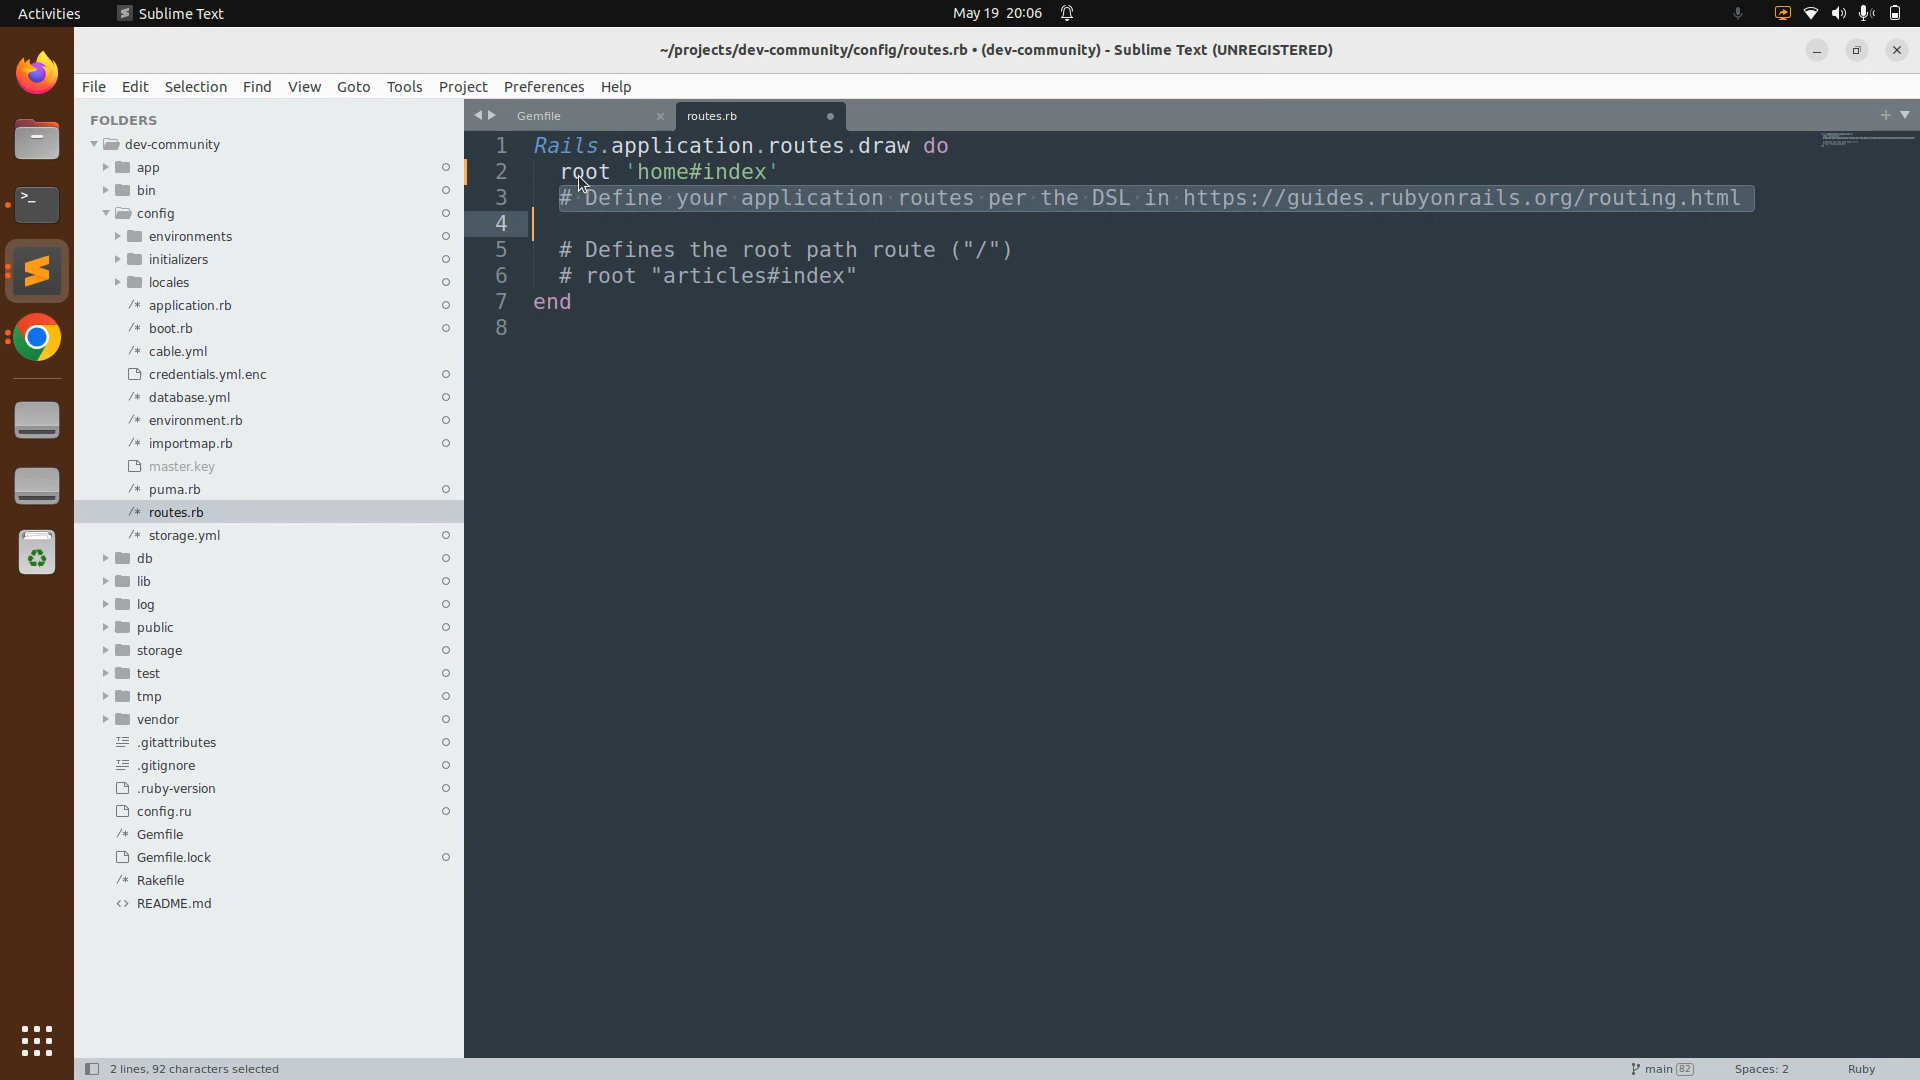 Activities
Sublime Text
May 19 20:06
~/projects/dev-community/config/routes.rb • (dev-community) - Sublime Text (UNREGISTERED)
File Edit Selection Find View Goto Tools Project Preferences Help
FOLDERS
dev-community
app
bin
config
environments
initializers
locales
application.rb
boot.rb
cable.yml
credentials.yml.enc
database.yml
environment.rb
importmap.rb
master.key
puma.rb
routes.rb
storage.yml
db
lib
log
public
storage
test
tmp
vendor
.gitattributes
.gitignore
.ruby-version
config.ru
Gemfile
Gemfile.lock
Rakefile
README.md
Gemfile
routes.rb
1 Rails.application.routes.draw do
2 root 'home#index'
3 # Define your application routes per the DSL in https://guides.rubyonrails.org/routing.html
4
5 # Defines the root path route ("/")
6 # root "articles#index"
7 end
8
2 lines, 92 characters selected
main 82
Spaces: 2
Ruby